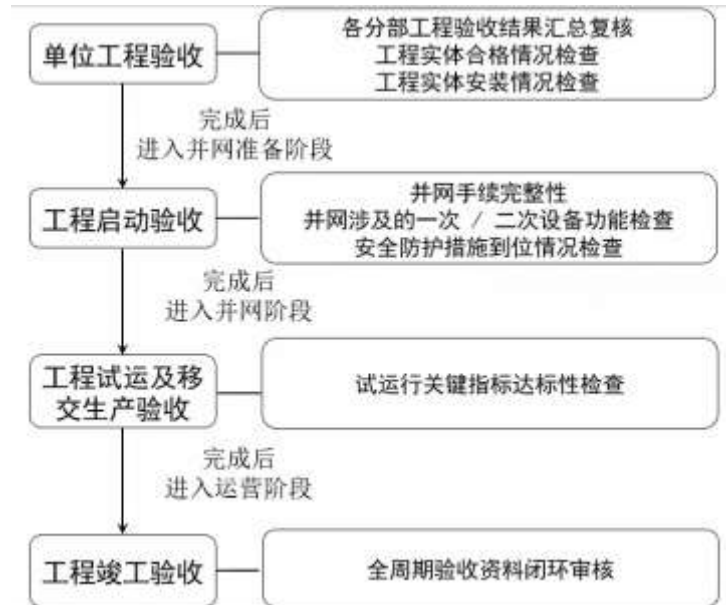 单位工程验收
各分部工程验收结果汇总复核
工程实体合格情况检查
工程实体安装情况检查
完成后
进入并网准备阶段
工程启动验收
并网手续完整性
并网涉及的一次 / 二次设备功能检查
安全防护措施到位情况检查
完成后
进入并网阶段
工程试运及移
交生产验收
试运行关键指标达标性检查
完成后
进入运营阶段
工程竣工验收
全周期验收资料闭环审核